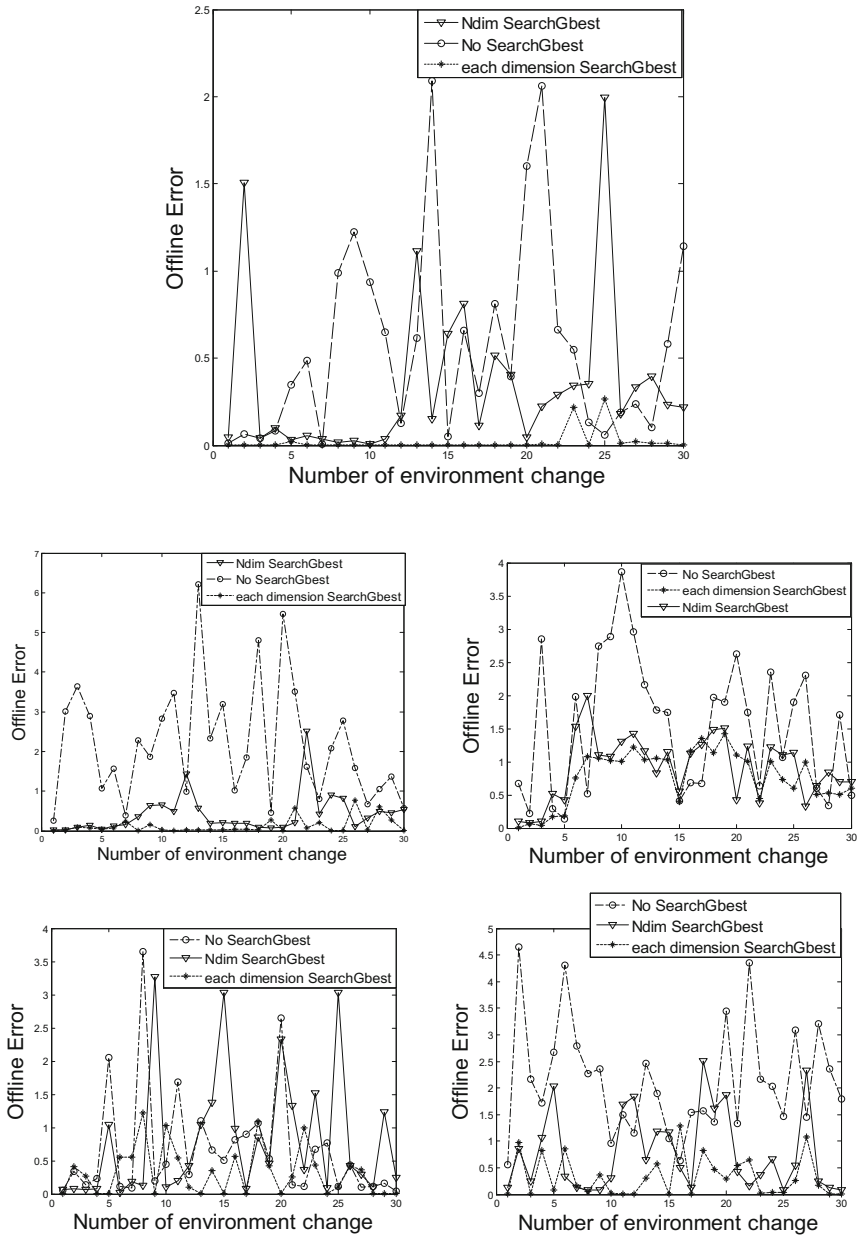 Ndim SearchGbest
No SearchGbest
each dimension SearchGbest
2.5
2
1.5
1
0.5
0
Offline Error
0 5 10 15 20 25 30
Number of environment change
Ndim SearchGbest
No SearchGbest
each dimension SearchGbest
7
6
5
4
3
2
1
0
Offline Error
0 5 10 15 20 25 30
Number of environment change
No SearchGbest
each dimension SearchGbest
Ndim SearchGbest
4
3.5
3
2.5
2
1.5
1
0.5
0
Offline Error
0 5 10 15 20 25 30
Number of environment change
No SearchGbest
Ndim SearchGbest
each dimension SearchGbest
4
3.5
3
2.5
2
1.5
1
0.5
0
Offline Error
0 5 10 15 20 25 30
Number of environment change
No SearchGbest
Ndim SearchGbest
each dimension SearchGbest
5
4.5
4
3.5
3
2.5
2
1.5
1
0.5
0
Offline Error
0 5 10 15 20 25 30
Number of environment change